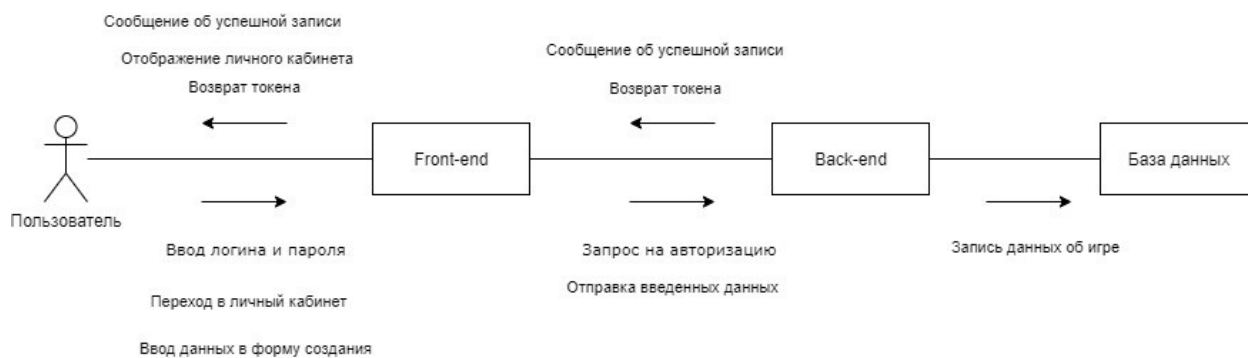 Сообщение об успешной записи
Отображение личного кабинета
Возврат токена
Сообщение об успешной записи
Возврат токена
Пользователь
Front-end
Back-end
База данных
Ввод логина и пароля
Переход в личный кабинет
Ввод данных в форму создания
Запрос на авторизацию
Отправка введенных данных
Запись данных об игре